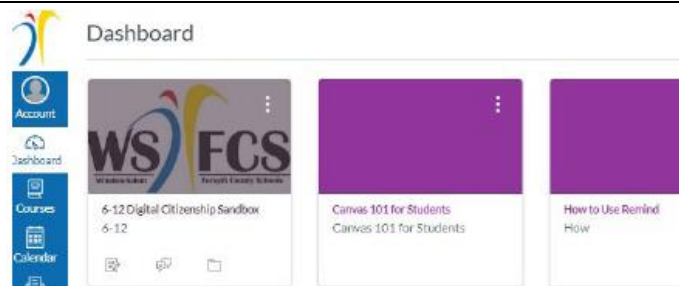 Dashboard
Account
Dashboard
Courses
Calendar
WS FCS
Winston-Salem Forsyth County Schools
6-12 Digital Citizenship Sandbox
6-12
Canvas 101 for Students
Canvas 101 for Students
How to Use Remind
How